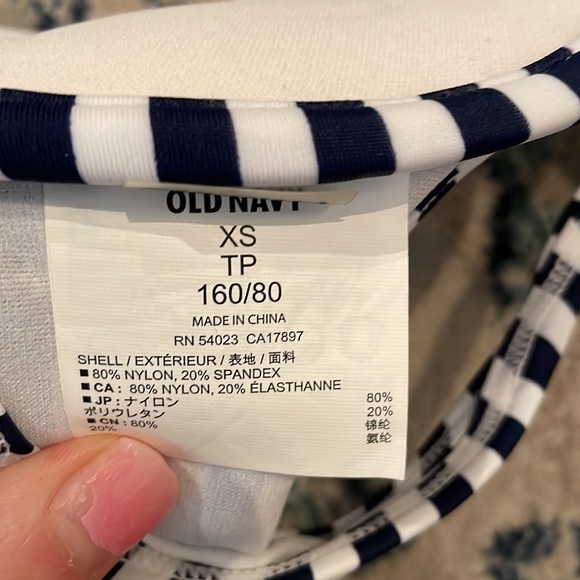 OLD NAVY
XS
TP
160/80
MADE IN CHINA
RN 54023 CA17897
SHELL / EXTÉRIEUR / 表地 / 面料
■ 80% NYLON, 20% SPANDEX
■ CA : 80% NYLON, 20% ÉLASTHANNE
■ JP : ナイロン 80%
ポリウレタン 20%
■ CN : 80% 锦纶
20% 氨纶